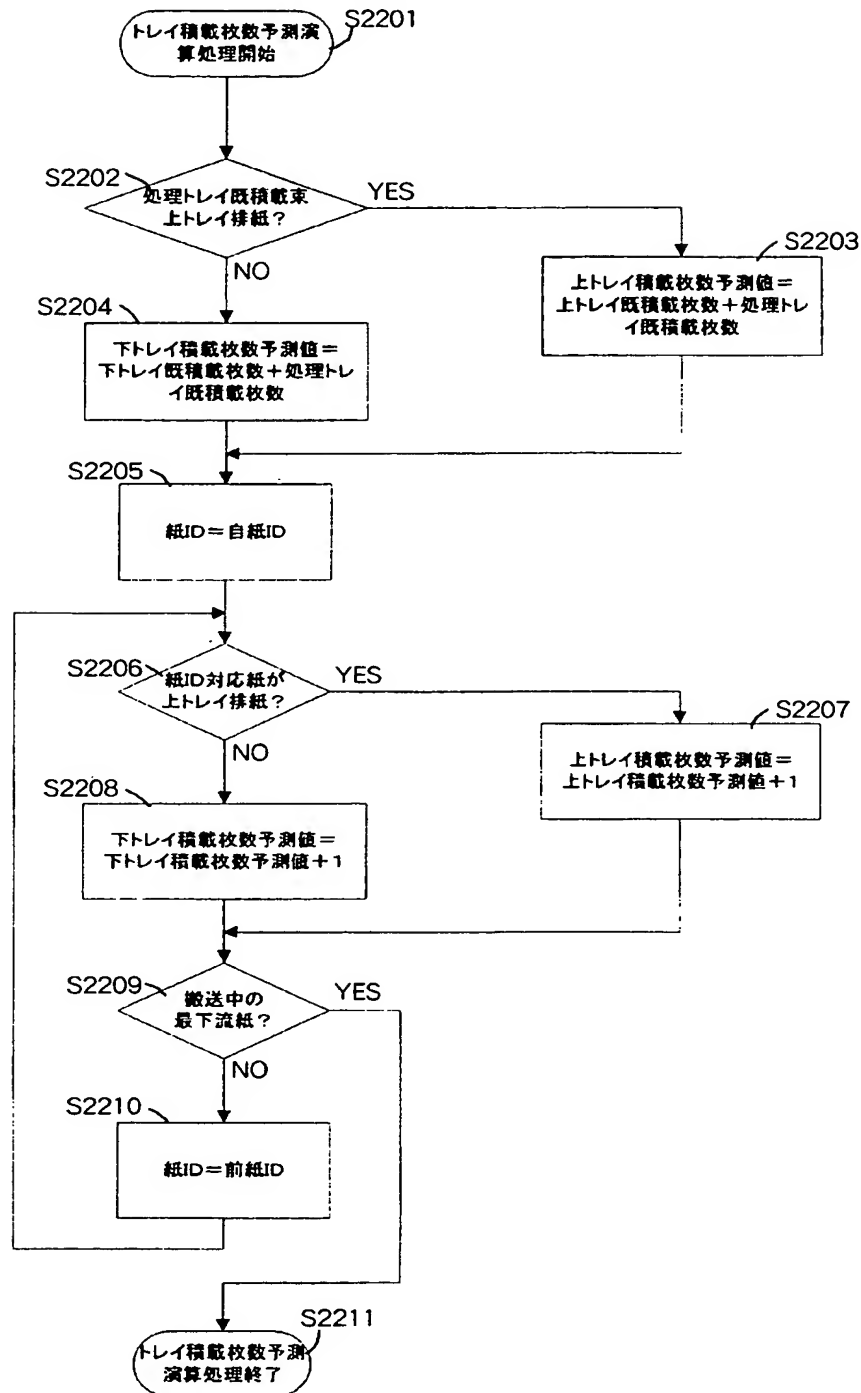 トレイ積載枚数予測演
算処理開始
S2201
S2202
処理トレイ既積載束
上トレイ排紙?
YES
NO
S2203
上トレイ積載枚数予測値=
上トレイ既積載枚数+処理トレ
イ既積載枚数
S2204
下トレイ積載枚数予測値=
下トレイ既積載枚数+処理トレ
イ既積載枚数
S2205
紙ID=自紙ID
S2206
紙ID対応紙が
上トレイ排紙?
YES
NO
S2207
上トレイ積載枚数予測値=
上トレイ積載枚数予測値+1
S2208
下トレイ積載枚数予測値=
下トレイ積載枚数予測値+1
S2209
搬送中の
最下流紙?
YES
NO
S2210
紙ID=前紙ID
S2211
トレイ積載枚数予測
演算処理終了